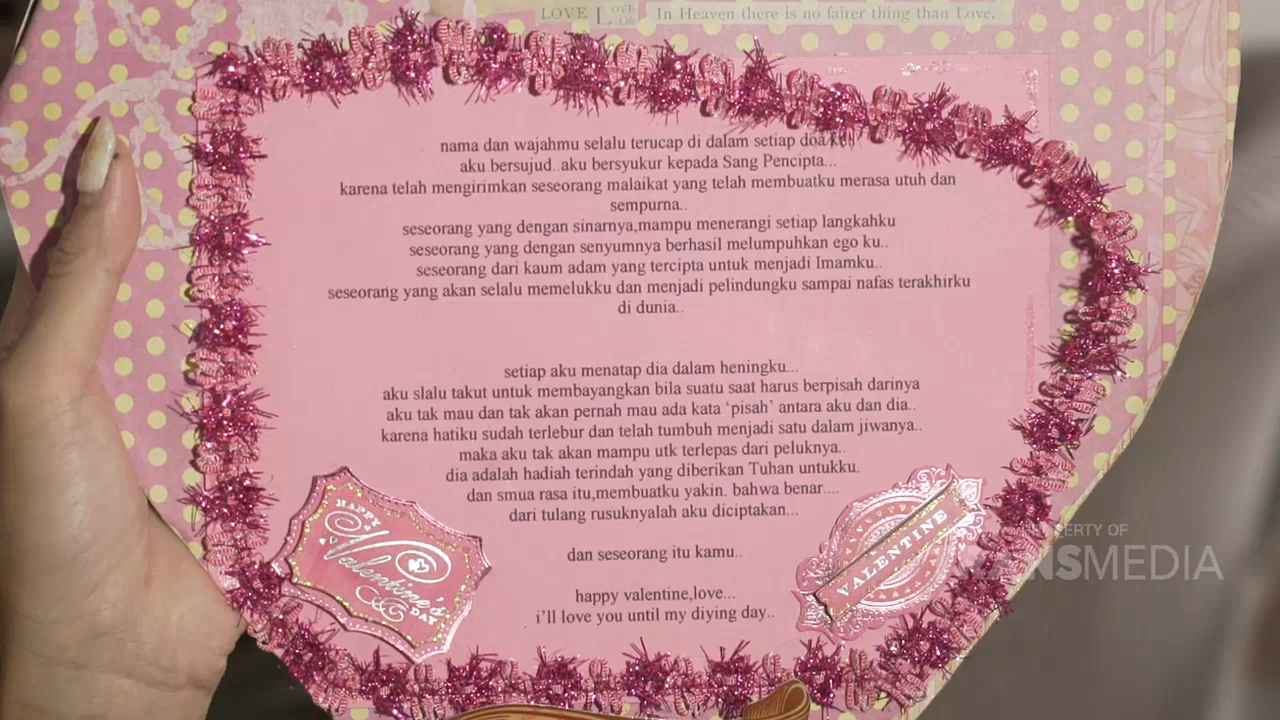 LOVE LOVE Life In Heaven there is no fairer thing than Love,
nama dan wajahmu selalu terucap di dalam setiap doa
aku bersujud..aku bersyukur kepada Sang Pencipta...
karena telah mengirimkan seseorang malaikat yang telah membuatku merasa utuh dan
sempurna..
seseorang yang dengan sinarnya,mampu menerangi setiap langkahku
seseorang yang dengan senyumnya berhasil melumpuhkan ego ku..
seseorang dari kaum adam yang tercipta untuk menjadi Imamku..
seseorang yang akan selalu memelukku dan menjadi pelindungku sampai nafas terakhirku
di dunia..
setiap aku menatap dia dalam heningku...
aku slalu takut untuk membayangkan bila suatu saat harus berpisah darinya
aku tak mau dan tak akan pernah mau ada kata ‘pisah’ antara aku dan dia..
karena hatiku sudah terlebur dan telah tumbuh menjadi satu dalam jiwanya..
maka aku tak akan mampu utk terlepas dari peluknya..
dia adalah hadiah terindah yang diberikan Tuhan untukku.
dan smua rasa itu,membuatku yakin. bahwa benar....
dari tulang rusuknyalah aku diciptakan...
dan seseorang itu kamu..
happy valentine,love...
i’ll love you until my diying day..
HAPPY
Valentine's
DAY
VALENTINE
PROPERTY OF
TRANSMEDIA